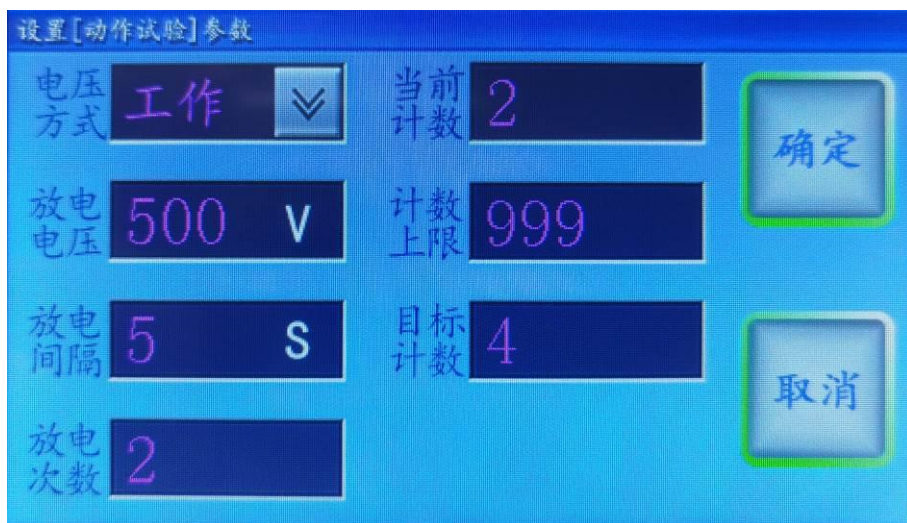 设置[动作试验]参数
电压
方式
工作
当前
计数
2
确定
放电
电压
500 V
计数
上限
999
放电
间隔
5 S
目标
计数
4
取消
放电
次数
2